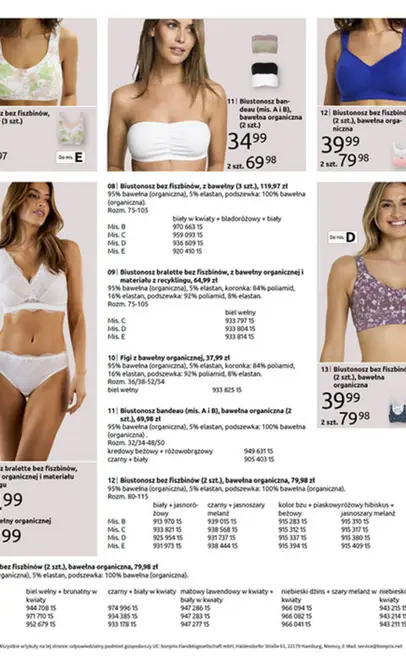 z bez fiszbinów,
(3 szt.)
97
Do mis. E
11 | Biustonosz ban-
deau (mis. A i B),
bawełna organiczna
(2 szt.)
34 99
2 szt. 69 98
12 | Biustonosz bez fiszbinów
(2 szt.), bawełna orga-
niczna
39 99
2 szt. 79 98
08 | Biustonosz bez fiszbinów, z bawełny (3 szt.), 119,97 zł
95% bawełna (organiczna), 5% elastan, podszewka: 100% bawełna
(organiczna).
Rozm. 75-105
biały w kwiaty + bladoróżowy + biały
Mis. B 970 663 15
Mis. C 959 093 15
Mis. D 936 609 15
Mis. E 920 410 15
09 | Biustonosz bralette bez fiszbinów, z bawełny organicznej i
materiału z recyklingu, 64,99 zł
95% bawełna (organiczna), 5% elastan, koronka: 84% poliamid,
16% elastan, podszewka: 92% poliamid, 8% elastan.
Rozm. 75-105
biel wełny
Mis. C 933 797 15
Mis. D 933 804 15
Mis. E 933 814 15
10 | Figi z bawełny organicznej, 37,99 zł
95% bawełna (organiczna), 5% elastan, koronka: 84% poliamid,
16% elastan, podszewka: 92% poliamid, 8% elastan.
Rozm. 36/38-52/54
biel wełny 933 825 15
11 | Biustonosz bandeau (mis. A i B), bawełna organiczna (2
szt.), 69,98 zł
95% bawełna (organiczna), 5% elastan, podszewka: 100% bawełna
(organiczna) .
Rozm. 32/34-48/50
kredowy beżowy + różowobrązowy 949 631 15
czarny + biały 905 403 15
12 | Biustonosz bez fiszbinów (2 szt.), bawełna organiczna, 79,98 zł
95% bawełna (organiczna), 5% elastan, podszewka: 100% bawełna (organiczna).
Rozm. 80-115
biały + jasnoró- czarny + jasnoszary kolor bzu + piaskowy różowy hibiskus +
żowy melanż beżowy jasnoszary melanż
Mis. B 913 970 15 939 015 15 915 283 15 915 310 15
Mis. C 933 821 15 938 568 15 915 312 15 915 317 15
Mis. D 925 954 15 931 737 15 915 337 15 915 380 15
Mis. E 931 973 15 938 444 15 915 394 15 915 409 15
Do mis. D
13 | Biustonosz bez fiszbinów
(2 szt.), bawełna
organiczna
39 99
2 szt. 79 98
z bralette bez fiszbinów,
organicznej i materiału
gu
,99
ełny organicznej
99
bez fiszbinów (2 szt.), bawełna organiczna, 79,98 zł
rganiczna), 5% elastan, podszewka: 100% bawełna (organiczna).
biel wełny + brunatny w czarny + biały w kwiaty matowy lawendowy w kwiaty + niebieski dżins + szary melanż w niebieski
kwiaty biały w kwiaty kwiaty kwiaty
944 708 15 974 996 15 947 286 15 966 094 15 943 215
971 710 15 934 385 15 947 283 15 966 082 15 943 214
952 679 15 933 178 15 947 277 15 966 041 15 943 211
Wszystkie artykuły na tej stronie: odpowiedzialny podmiot gospodarczy UE: bonprix Handelsgesellschaft mbH, Haldesdorfer Straße 61, 22179 Hamburg, Niemcy, E-Mail: service@bonprix.net.